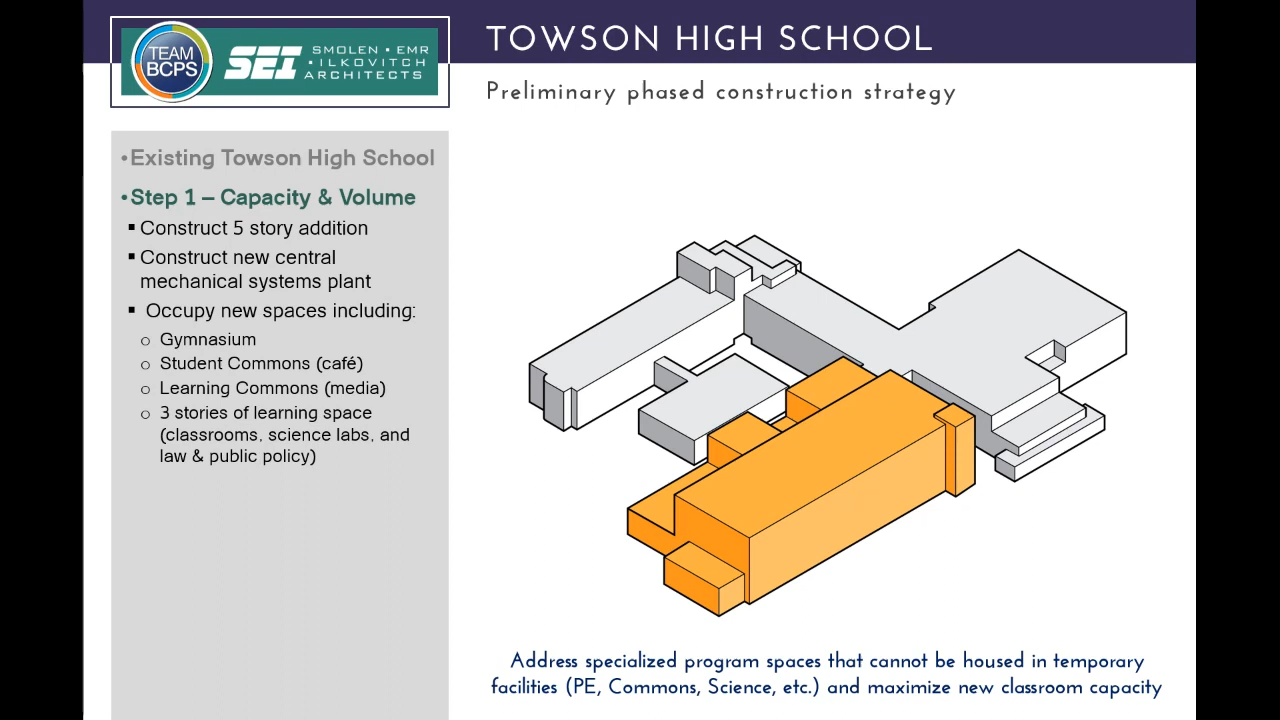 TEAM
BCPS
SEI
SMOLEN • EMR
• ILKOVITCH
ARCHITECTS
TOWSON HIGH SCHOOL
Preliminary phased construction strategy
•Existing Towson High School
•Step 1 – Capacity & Volume
▪ Construct 5 story addition
▪ Construct new central
mechanical systems plant
▪ Occupy new spaces including:
o Gymnasium
o Student Commons (café)
o Learning Commons (media)
o 3 stories of learning space
(classrooms, science labs, and
law & public policy)
Address specialized program spaces that cannot be housed in temporary
facilities (PE, Commons, Science, etc.) and maximize new classroom capacity